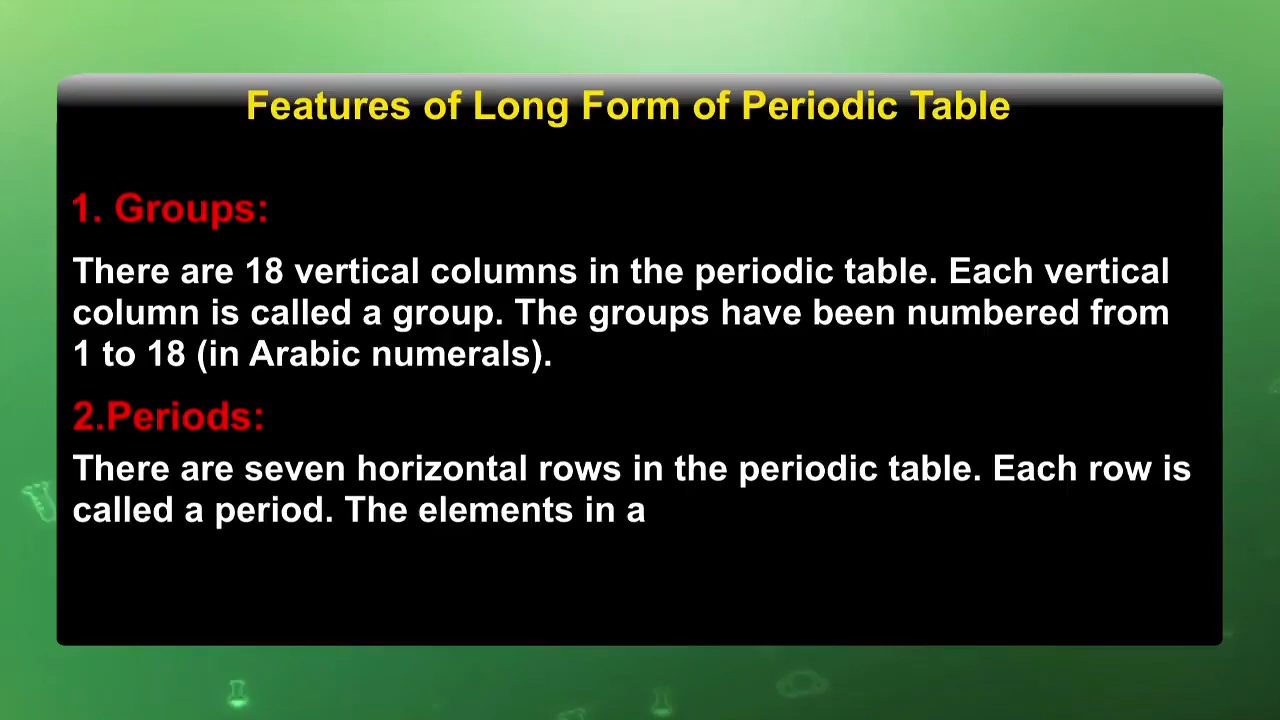 Features of Long Form of Periodic Table
1. Groups:
There are 18 vertical columns in the periodic table. Each vertical
column is called a group. The groups have been numbered from
1 to 18 (in Arabic numerals).
2.Periods:
There are seven horizontal rows in the periodic table. Each row is
called a period. The elements in a